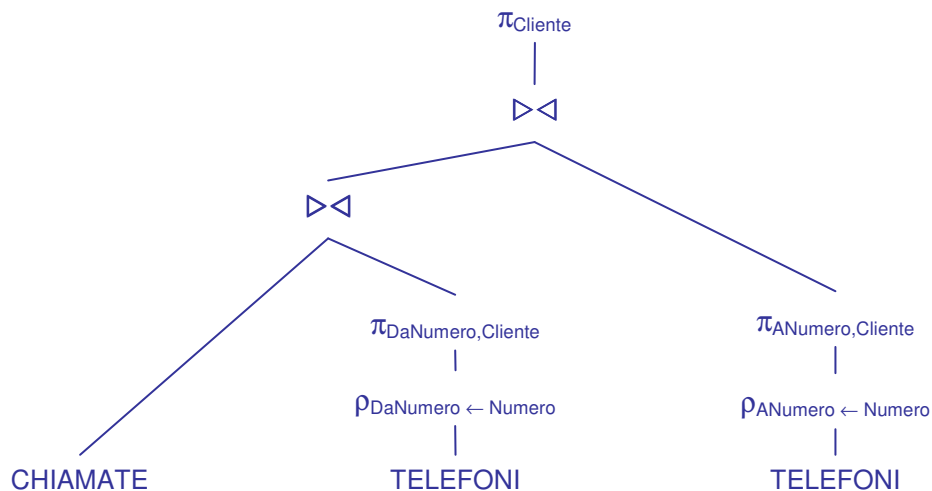 πCliente
▷◁
▷◁
πDaNumero,Cliente
πANumero,Cliente
ρDaNumero ← Numero
ρANumero ← Numero
CHIAMATE TELEFONI TELEFONI